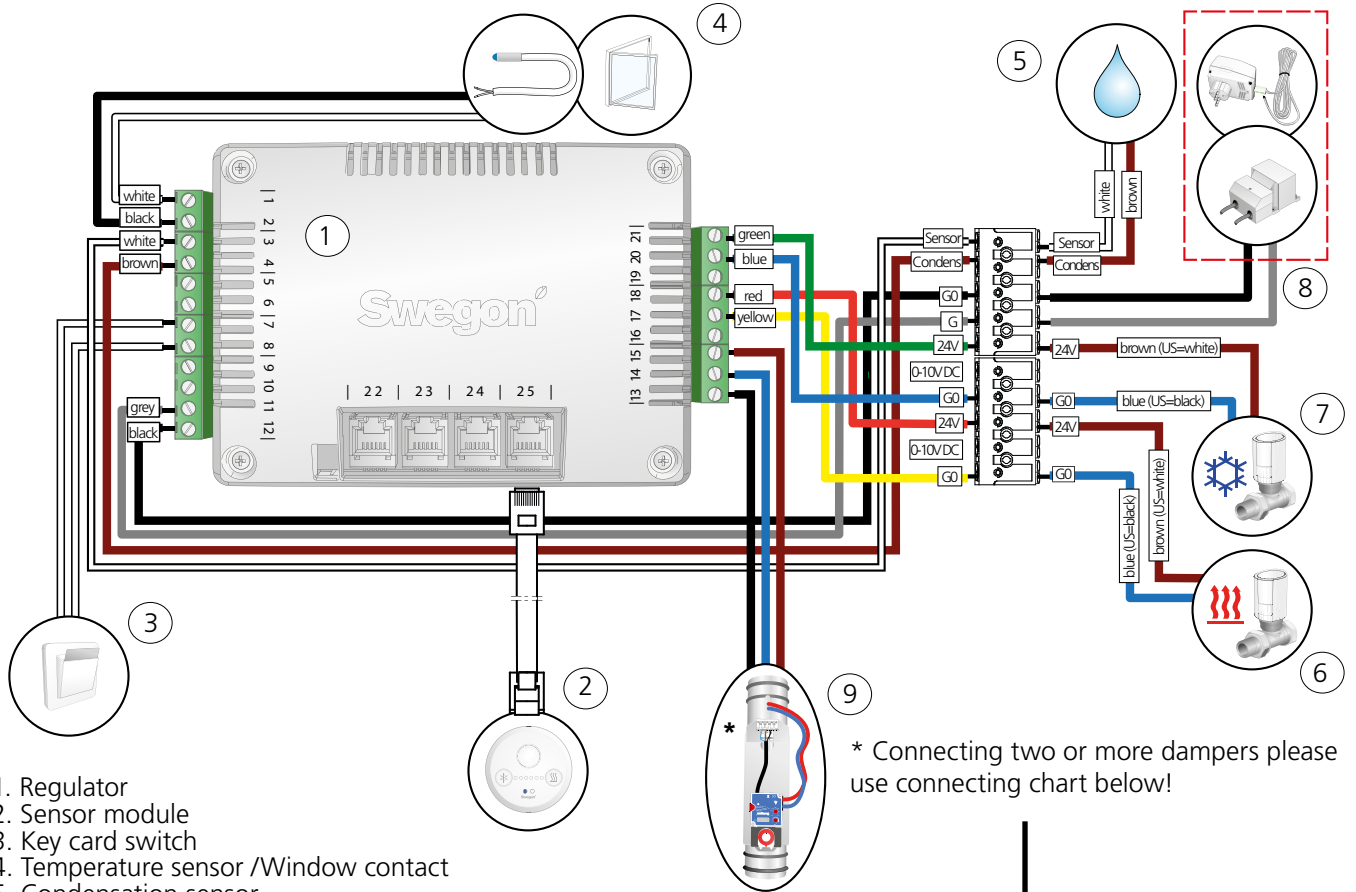 4
5
white
brown
8
white
black
white
brown
1
2
3
4
5
6
7
8
9
10
11
12
grey
black
1
Swegon
22 | 23 | 24 | 25
21
20
19
18
17
16
15
14
13
green
blue
red
yellow
Sensor
Condens
G0
G
24V
0-10V DC
G0
24V
0-10V DC
G0
Sensor
Condens
24V
brown (US=white)
G0
blue (US=black)
24V
G0
blue (US=black)
brown (US=white)
7
6
3
2
9
*
* Connecting two or more dampers please
use connecting chart below!
1. Regulator
2. Sensor module
3. Key card switch
4. Temperature sensor /Window contact
5. Condensation sensor